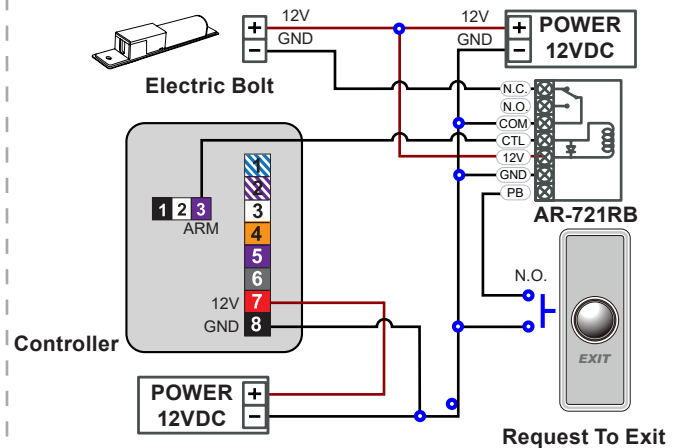 12V
12V
+
+
POWER
GND
GND
−
−
12VDC
Electric Bolt
N.C.
N.O.
COM
CTL
12V
GND
PB
AR-721RB
1
2
1 2 3
3
ARM
4
5
6
12V 7
GND 8
N.O.
EXIT
Controller
POWER +
12VDC −
Request To Exit